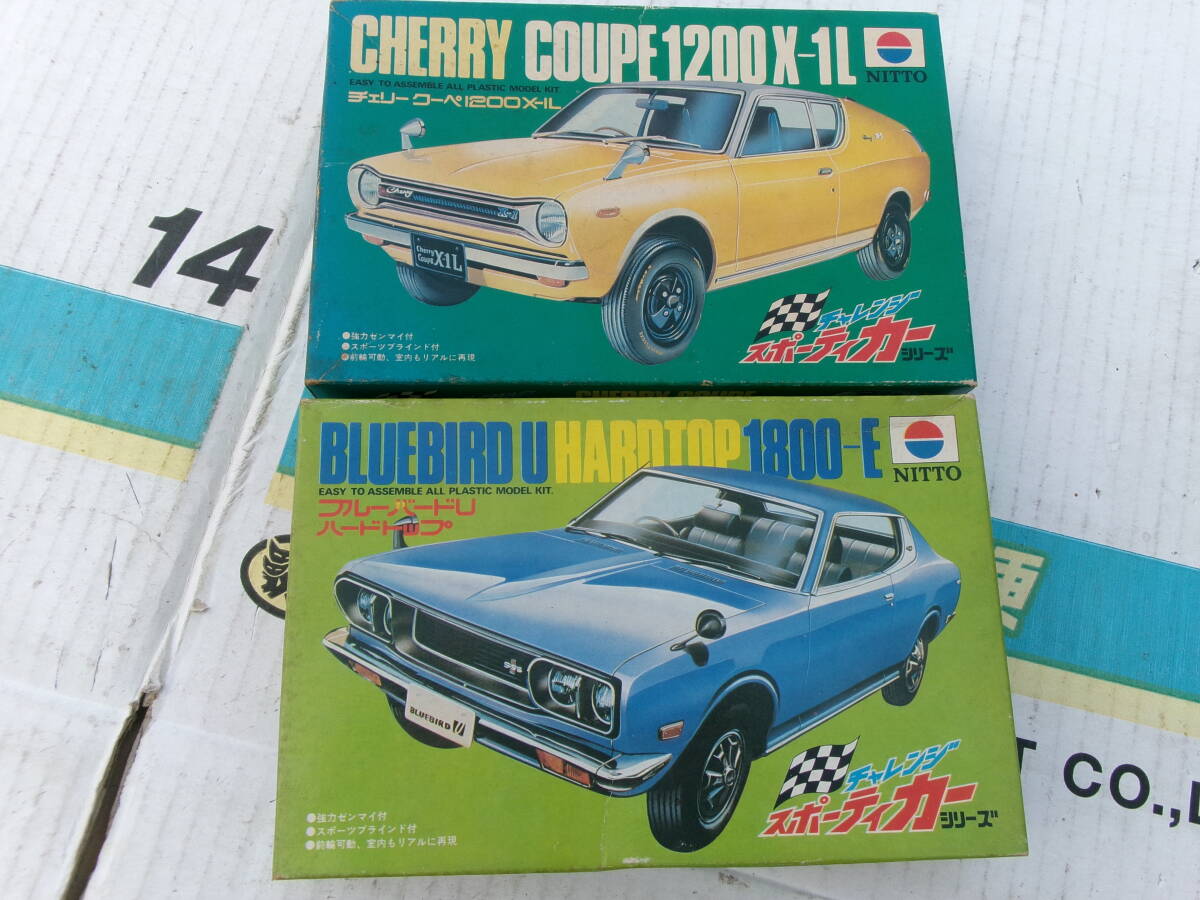 CHERRY COUPE 1200 X-1L
NITTO
EASY TO ASSEMBLE ALL PLASTIC MODEL KIT.
チェリー クーペ1200X-1L
Cherry
X-1
Cherry
Coupe X-1L
●強力ゼンマイ付
●スポーツブラインド付
●前輪可動、室内もリアルに再現
チャレンジ
スポーティカー
シリーズ
14
BLUEBIRD U HARDTOP 1800-E
NITTO
EASY TO ASSEMBLE ALL PLASTIC MODEL KIT.
ブルーバードU
ハードトップ
SSS
BLUEBIRD U
●強力ゼンマイ付
●スポーツブラインド付
●前輪可動、室内もリアルに再現
チャレンジ
スポーティカー
シリーズ
T CO.,L